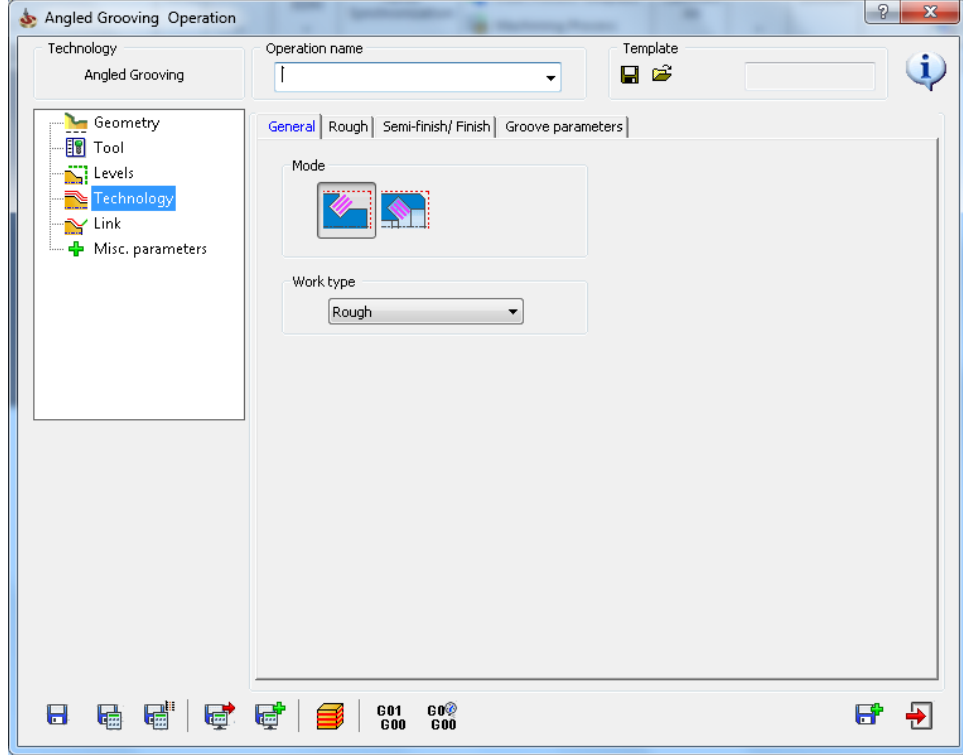 Angled Grooving Operation
?
Technology
Angled Grooving
Operation name
Template
i
Geometry
Tool
Levels
Technology
Link
Misc. parameters
General
Rough
Semi-finish/ Finish
Groove parameters
Mode
Work type
Rough
G01
G00
G00